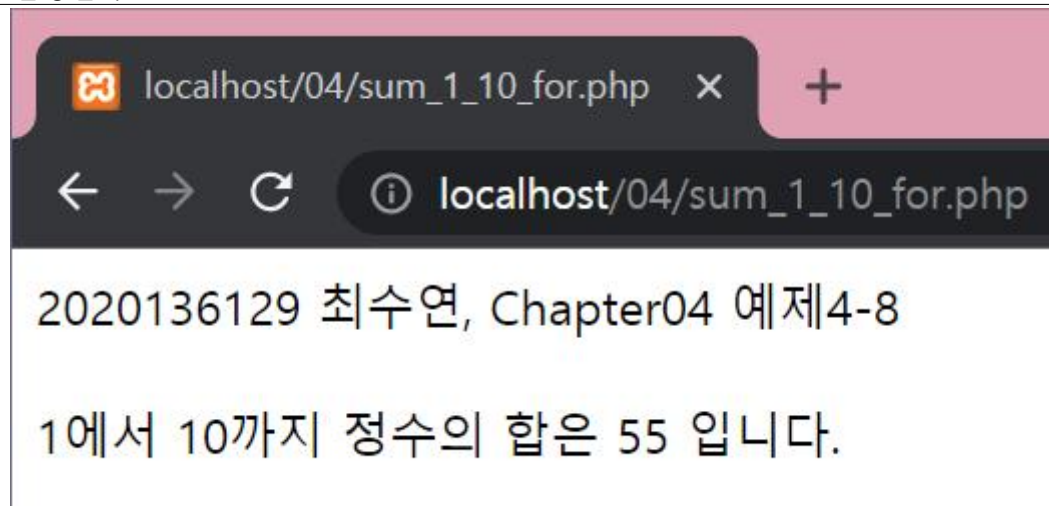 localhost/04/sum_1_10_for.php
localhost/04/sum_1_10_for.php
2020136129 최수연, Chapter04 예제4-8
1에서 10까지 정수의 합은 55 입니다.